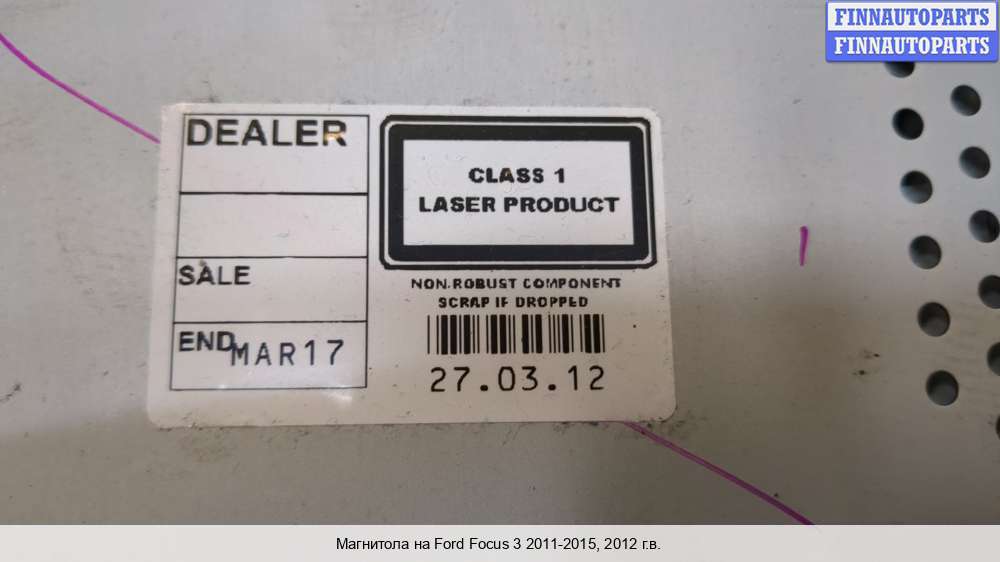 FINNAUTOPARTS
FINNAUTOPARTS
DEALER
SALE
END MAR17
CLASS 1
LASER PRODUCT
NON-ROBUST COMPONENT
SCRAP IF DROPPED
27.03.12
Магнитола на Ford Focus 3 2011-2015, 2012 г.в.